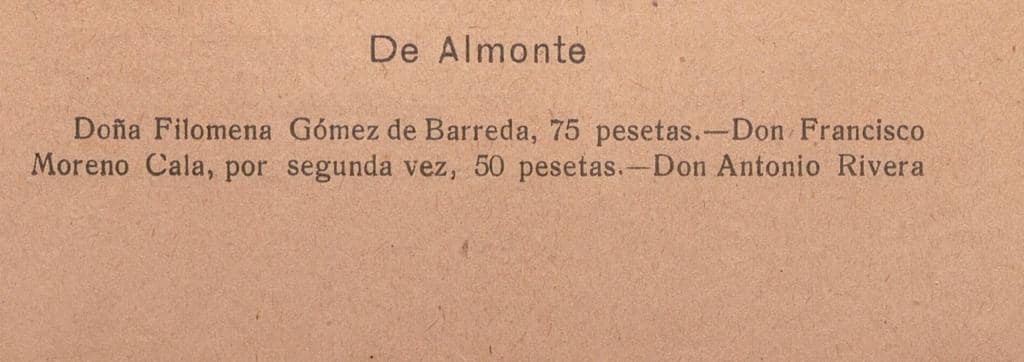 De Almonte
Doña Filomena Gómez de Barreda, 75 pesetas.—Don Francisco
Moreno Cala, por segunda vez, 50 pesetas.—Don Antonio Rivera